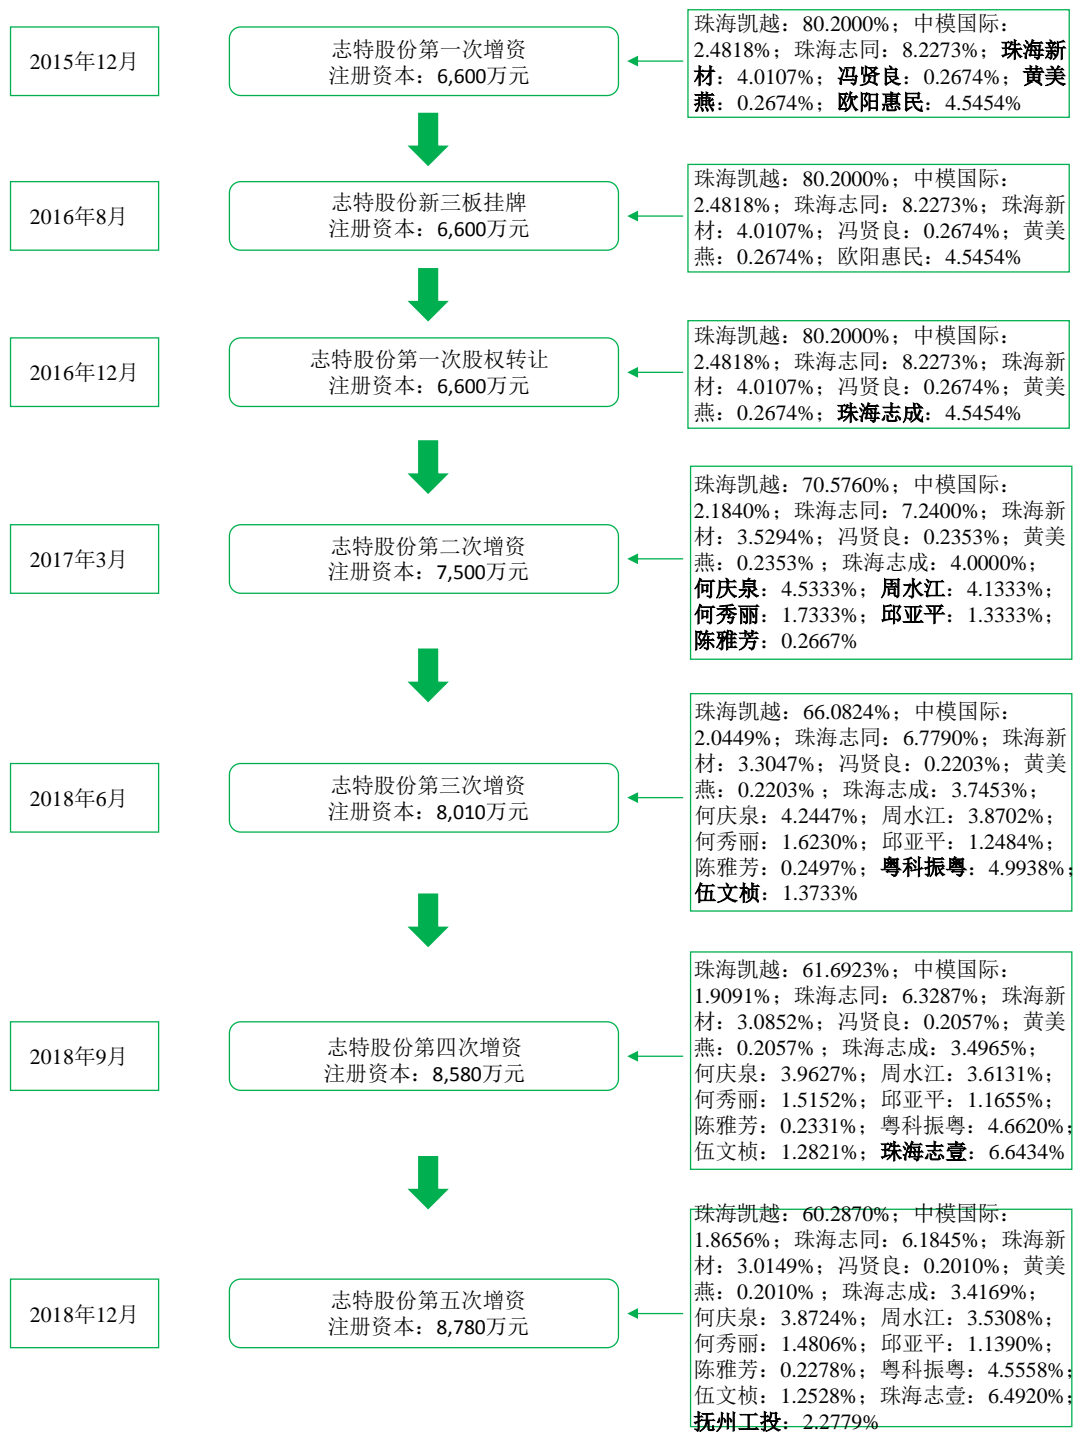 2015年12月
志特股份第一次增资
注册资本：6,600万元
珠海凯越：80.2000%；中模国际：
2.4818%；珠海志同：8.2273%；珠海新
材：4.0107%；冯贤良：0.2674%；黄美
燕：0.2674%；欧阳惠民：4.5454%
2016年8月
志特股份新三板挂牌
注册资本：6,600万元
珠海凯越：80.2000%；中模国际：
2.4818%；珠海志同：8.2273%；珠海新
材：4.0107%；冯贤良：0.2674%；黄美
燕：0.2674%；欧阳惠民：4.5454%
2016年12月
志特股份第一次股权转让
注册资本：6,600万元
珠海凯越：80.2000%；中模国际：
2.4818%；珠海志同：8.2273%；珠海新
材：4.0107%；冯贤良：0.2674%；黄美
燕：0.2674%；珠海志成：4.5454%
2017年3月
志特股份第二次增资
注册资本：7,500万元
珠海凯越：70.5760%；中模国际：
2.1840%；珠海志同：7.2400%；珠海新
材：3.5294%；冯贤良：0.2353%；黄美
燕：0.2353%；珠海志成：4.0000%；
何庆泉：4.5333%；周水江：4.1333%；
何秀丽：1.7333%；邱亚平：1.3333%；
陈雅芳：0.2667%
2018年6月
志特股份第三次增资
注册资本：8,010万元
珠海凯越：66.0824%；中模国际：
2.0449%；珠海志同：6.7790%；珠海新
材：3.3047%；冯贤良：0.2203%；黄美
燕：0.2203%；珠海志成：3.7453%；
何庆泉：4.2447%；周水江：3.8702%；
何秀丽：1.6230%；邱亚平：1.2484%；
陈雅芳：0.2497%；粤科振粤：4.9938%；
伍文桢：1.3733%
2018年9月
志特股份第四次增资
注册资本：8,580万元
珠海凯越：61.6923%；中模国际：
1.9091%；珠海志同：6.3287%；珠海新
材：3.0852%；冯贤良：0.2057%；黄美
燕：0.2057%；珠海志成：3.4965%；
何庆泉：3.9627%；周水江：3.6131%；
何秀丽：1.5152%；邱亚平：1.1655%；
陈雅芳：0.2331%；粤科振粤：4.6620%；
伍文桢：1.2821%；珠海志壹：6.6434%
2018年12月
志特股份第五次增资
注册资本：8,780万元
珠海凯越：60.2870%；中模国际：
1.8656%；珠海志同：6.1845%；珠海新
材：3.0149%；冯贤良：0.2010%；黄美
燕：0.2010%；珠海志成：3.4169%；
何庆泉：3.8724%；周水江：3.5308%；
何秀丽：1.4806%；邱亚平：1.1390%；
陈雅芳：0.2278%；粤科振粤：4.5558%；
伍文桢：1.2528%；珠海志壹：6.4920%；
抚州工投：2.2779%